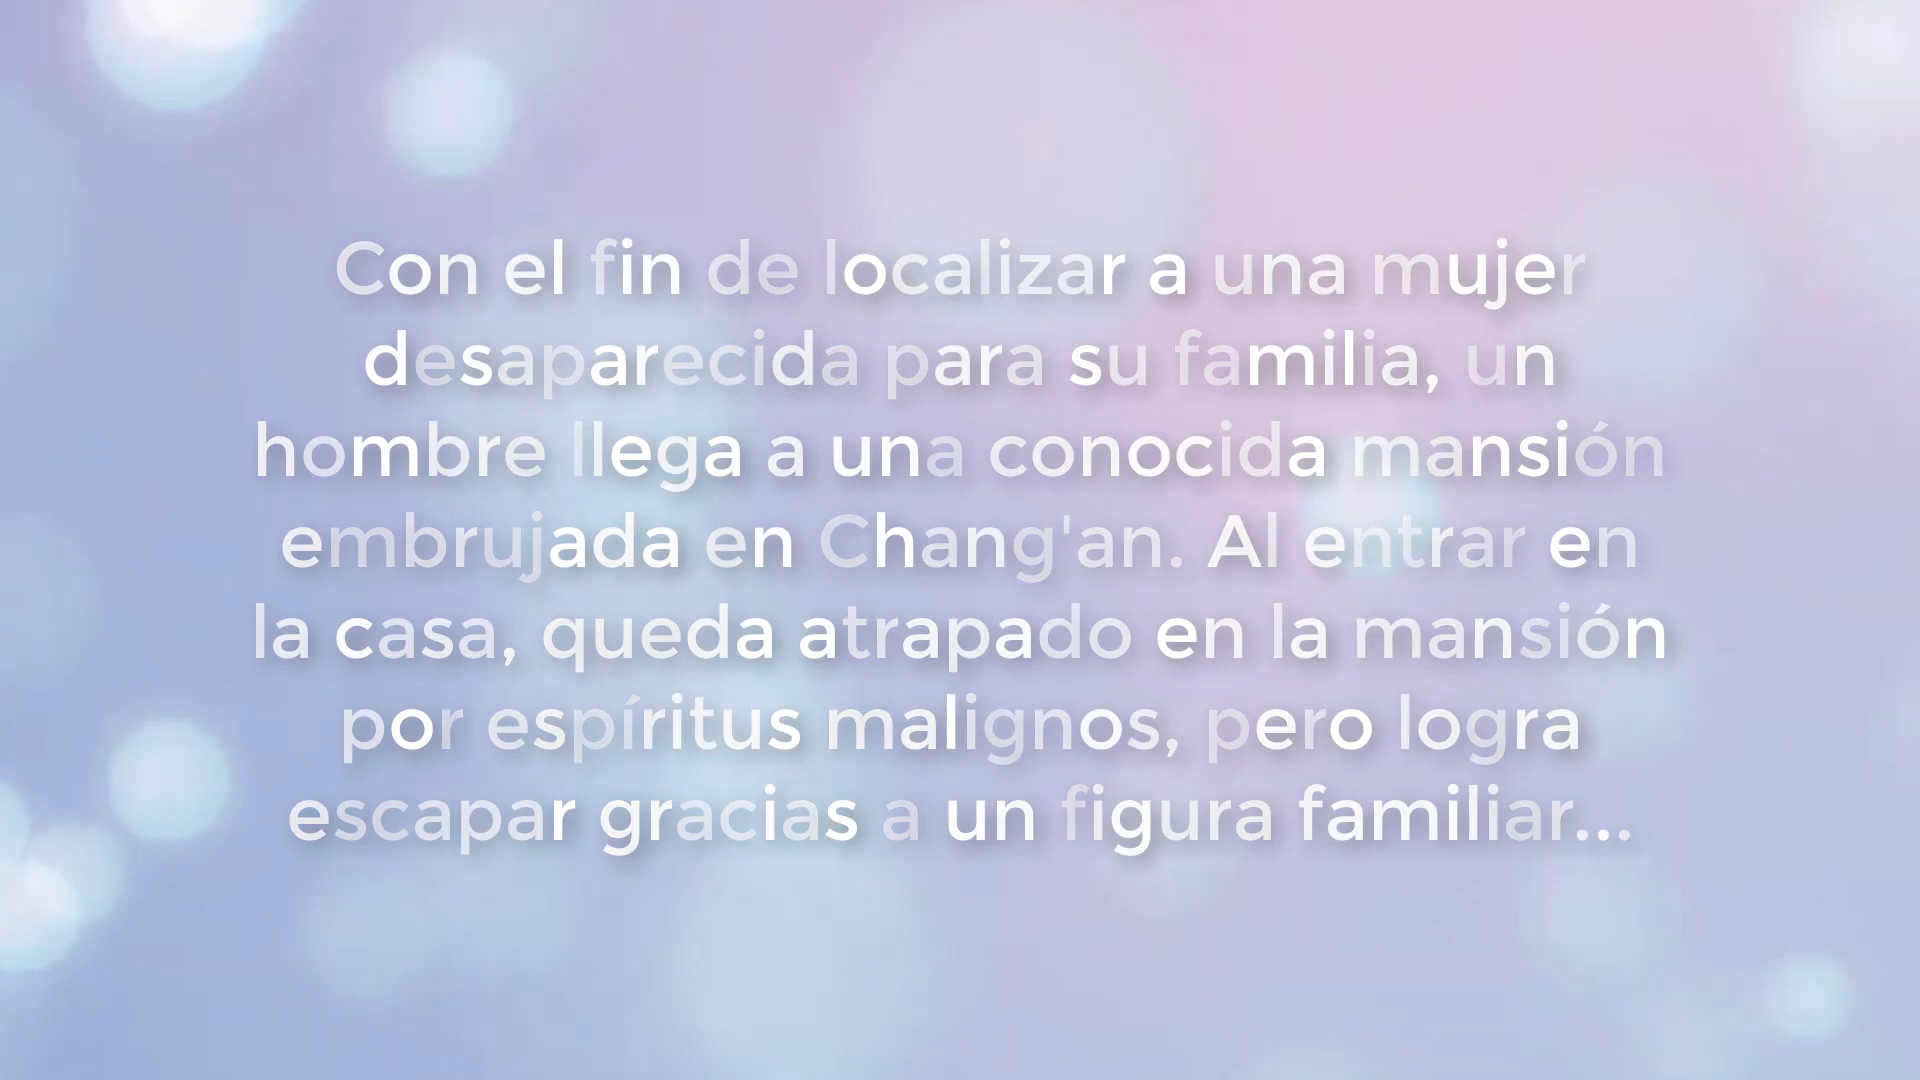 Con el fin de localizar a una mujer
desaparecida para su familia, un
hombre llega a una conocida mansión
embrujada en Chang'an. Al entrar en
la casa, queda atrapado en la mansión
por espíritus malignos, pero logra
escapar gracias a un figura familiar...